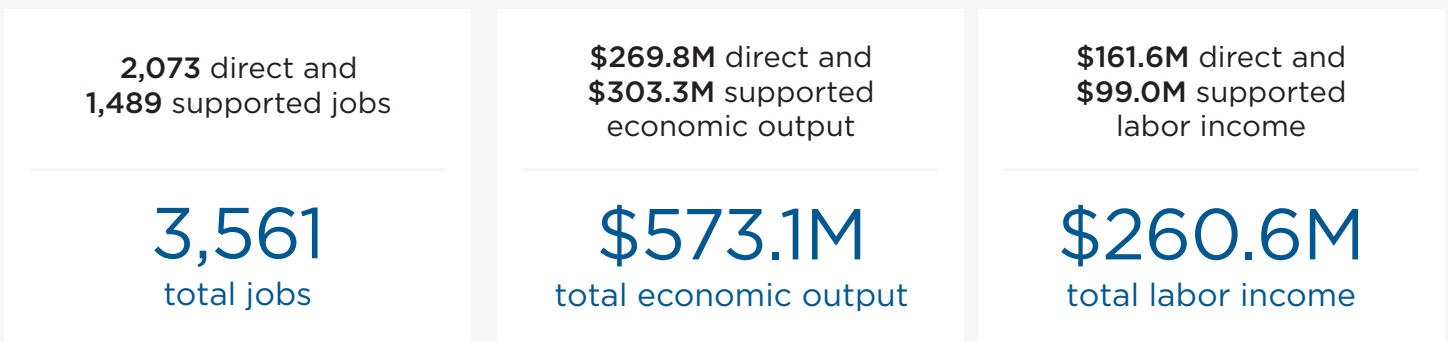 2,073 direct and
1,489 supported jobs
3,561
total jobs
$269.8M direct and
$303.3M supported
economic output
$573.1M
total economic output
$161.6M direct and
$99.0M supported
labor income
$260.6M
total labor income